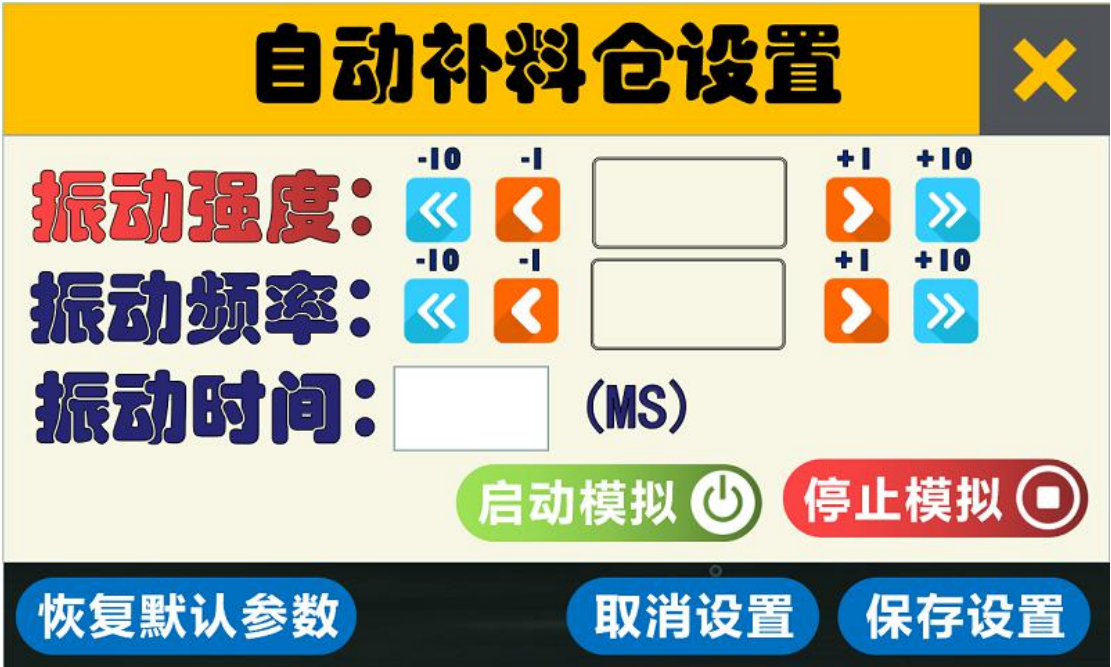 自动补料仓设置
-10 -1 +1 +10
振动强度：
-10 -1 +1 +10
振动频率：
振动时间： (MS)
启动模拟 停止模拟
恢复默认参数 取消设置 保存设置